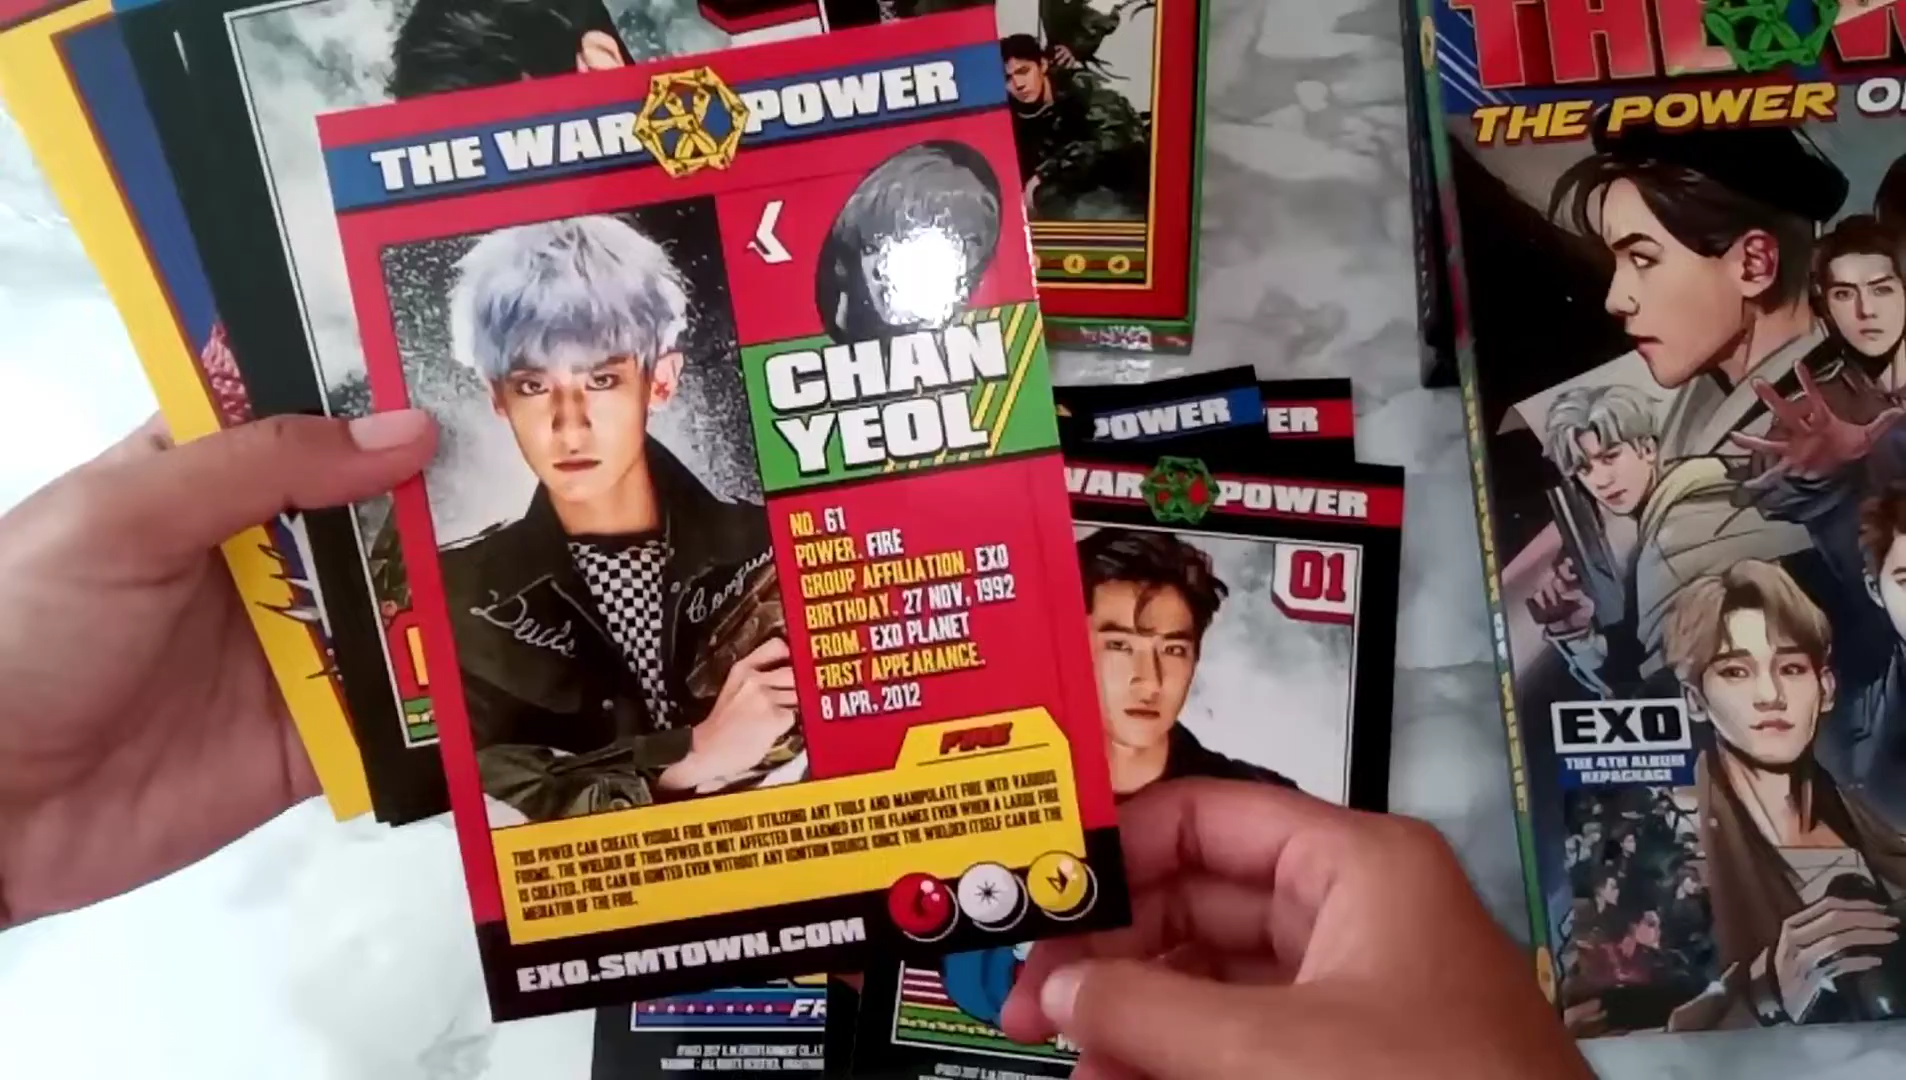 THE WAR POWER
CHAN
YEOL
NO. 61
POWER. FIRE
GROUP AFFILIATION. EXO
BIRTHDAY. 27 NOV, 1992
FROM. EXO PLANET
FIRST APPEARANCE.
8 APR, 2012
FIRE
THIS POWER CAN CREATE VISIBLE FIRE WITHOUT UTILIZING ANY TOOLS AND MANIPULATE FIRE INTO VARIOUS
FORMS. THE WIELDER OF THIS POWER IS NOT AFFECTED OR HARMED BY THE FLAMES EVEN WHEN A LARGE FIRE
IS CREATED. FIRE CAN BE IGNITED EVEN WITHOUT ANY IGNITION SOURCE SINCE THE WIELDER ITSELF CAN BE THE
MEDIATOR OF THE FIRE.
EXO.SMTOWN.COM
POWER
ER
WAR POWER
01
THE
THE POWER
EXO
THE 4TH ALBUM
REPACKAGE